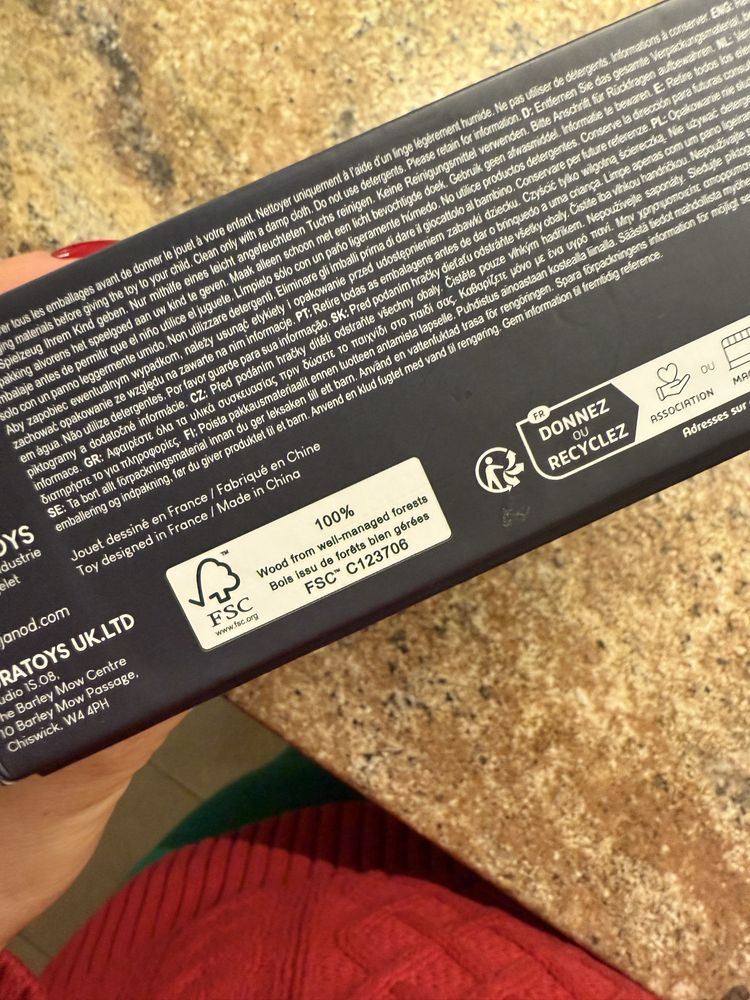 tous les emballages avant de donner le jouet à votre enfant. Nettoyer uniquement à l'aide d'un linge légèrement humide. Ne pas utiliser de détergents. Informations à conserver. ENG:
materials before giving the toy to your child. Clean only with a damp cloth. Do not use detergents. Please retain for information. D: Entfernen Sie das gesamte Verpackungsmaterial,
Spielzeug Ihrem Kind geben. Nur mithilfe eines leicht angefeuchteten Tuchs reinigen. Keine Reinigungsmittel verwenden. Bitte Anschrift für Rückfragen aufbewahren. NL:
pakking alvorens het speelgoed aan uw kind te geven. Maak alleen schoon met een licht bevochtigde doek. Gebruik geen afwasmiddel. Informatie te bewaren. E: Retire todos los
embalaje antes de permitir que el niño utilice el juguete. Límpielo sólo con un paño ligeramente húmedo. No utilice productos detergentes. Conserve la dirección para futuras
solo con un panno leggermente umido. Non utilizzare detergenti. Eliminare gli imballi prima di dare il giocattolo al bambino. Conservare per future referenze. PL: Opakowanie nie
Aby zapobiec ewentualnym wypadkom, należy usunąć etykiety i opakowanie przed udostępnieniem zabawki dziecku. Czyścić tylko wilgotną ściereczką. Nie używać
zachować opakowanie ze względu na zawarte na nim informacje. PT: Retire todas as embalagens antes de dar o brinquedo a uma criança. Limpe apenas com um pano
em água. Não utilize detergentes. Por favor guarde para sua informação. SK: Pred podaním hračky dieťaťu odstráňte všetky obaly. Čistite iba vlhkou handričkou. Nepoužívajte
piktogramy a dodatočné informácie. CZ: Před podáním hračky dítěti odstraňte všechny obaly. Čistěte pouze vlhkým hadříkem. Nepoužívejte saponáty. Sledujte
informace. GR: Αφαιρέστε όλα τα υλικά συσκευασίας πριν δώσετε το παιχνίδι στο παιδί σας. Καθαρίζετε μόνο με ένα υγρό πανί. Μην χρησιμοποιείτε
διατηρήστε το για πληροφορίες. FI: Poista pakkausmateriaalit ennen tuotteen antamista lapselle. Puhdistus ainoastaan kostealla liinalla. Säästä tiedot mahdollista
SE: Ta bort allt förpackningsmaterial innan du ger leksaken till ett barn. Använd en vattenfuktad trasa för rengöringen. Spara förpackningens information för möjligt
emballering og indpakning, før du giver produktet til et barn. Anvend en klud fugtet med vand til rengøring. Gem information til fremtidig reference.
Jouet dessiné en France / Fabriqué en Chine
Toy designed in France / Made in China
FSC
www.fsc.org
100%
Wood from well-managed forests
Bois issu de forêts bien gérées
FSC™ C123706
FR
DONNEZ
OU
RECYCLEZ
ASSOCIATION
OU
MAG
Adresses sur
OYS
ndustrie
elet
janod.com
RATOYS UK.LTD
udio 1S.08,
he Barley Mow Centre
10 Barley Mow Passage,
Chiswick, W4 4PH